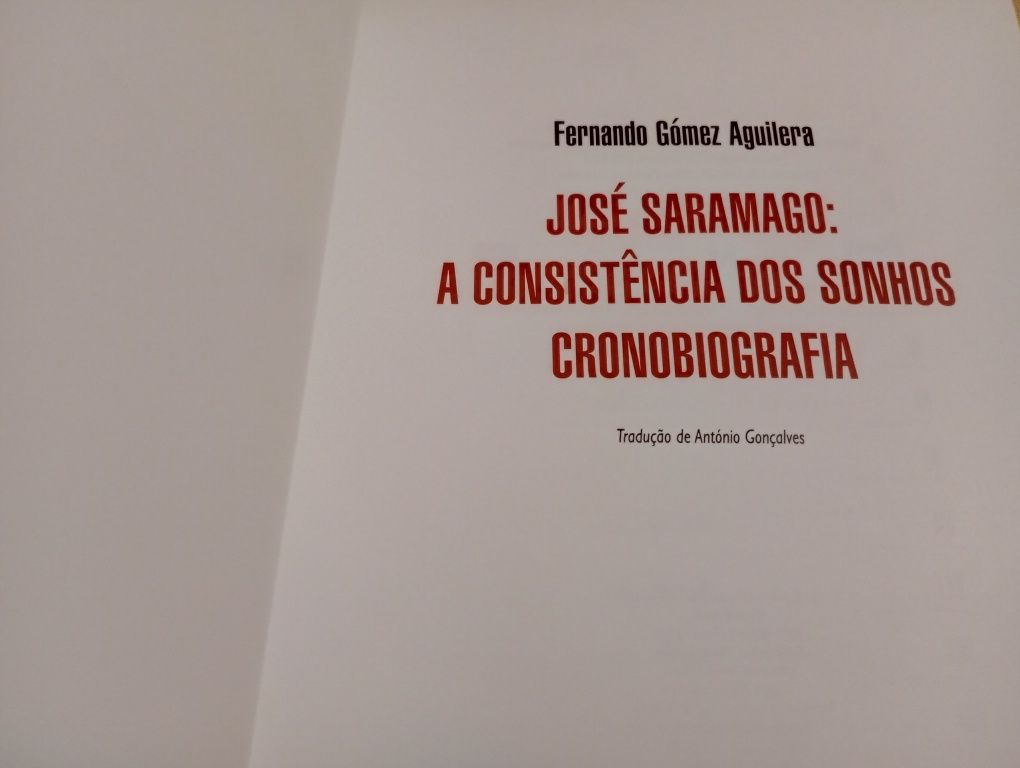 Fernando Gómez Aguilera
JOSÉ SARAMAGO:
A CONSISTÊNCIA DOS SONHOS
CRONOBIOGRAFIA
Tradução de António Gonçalves